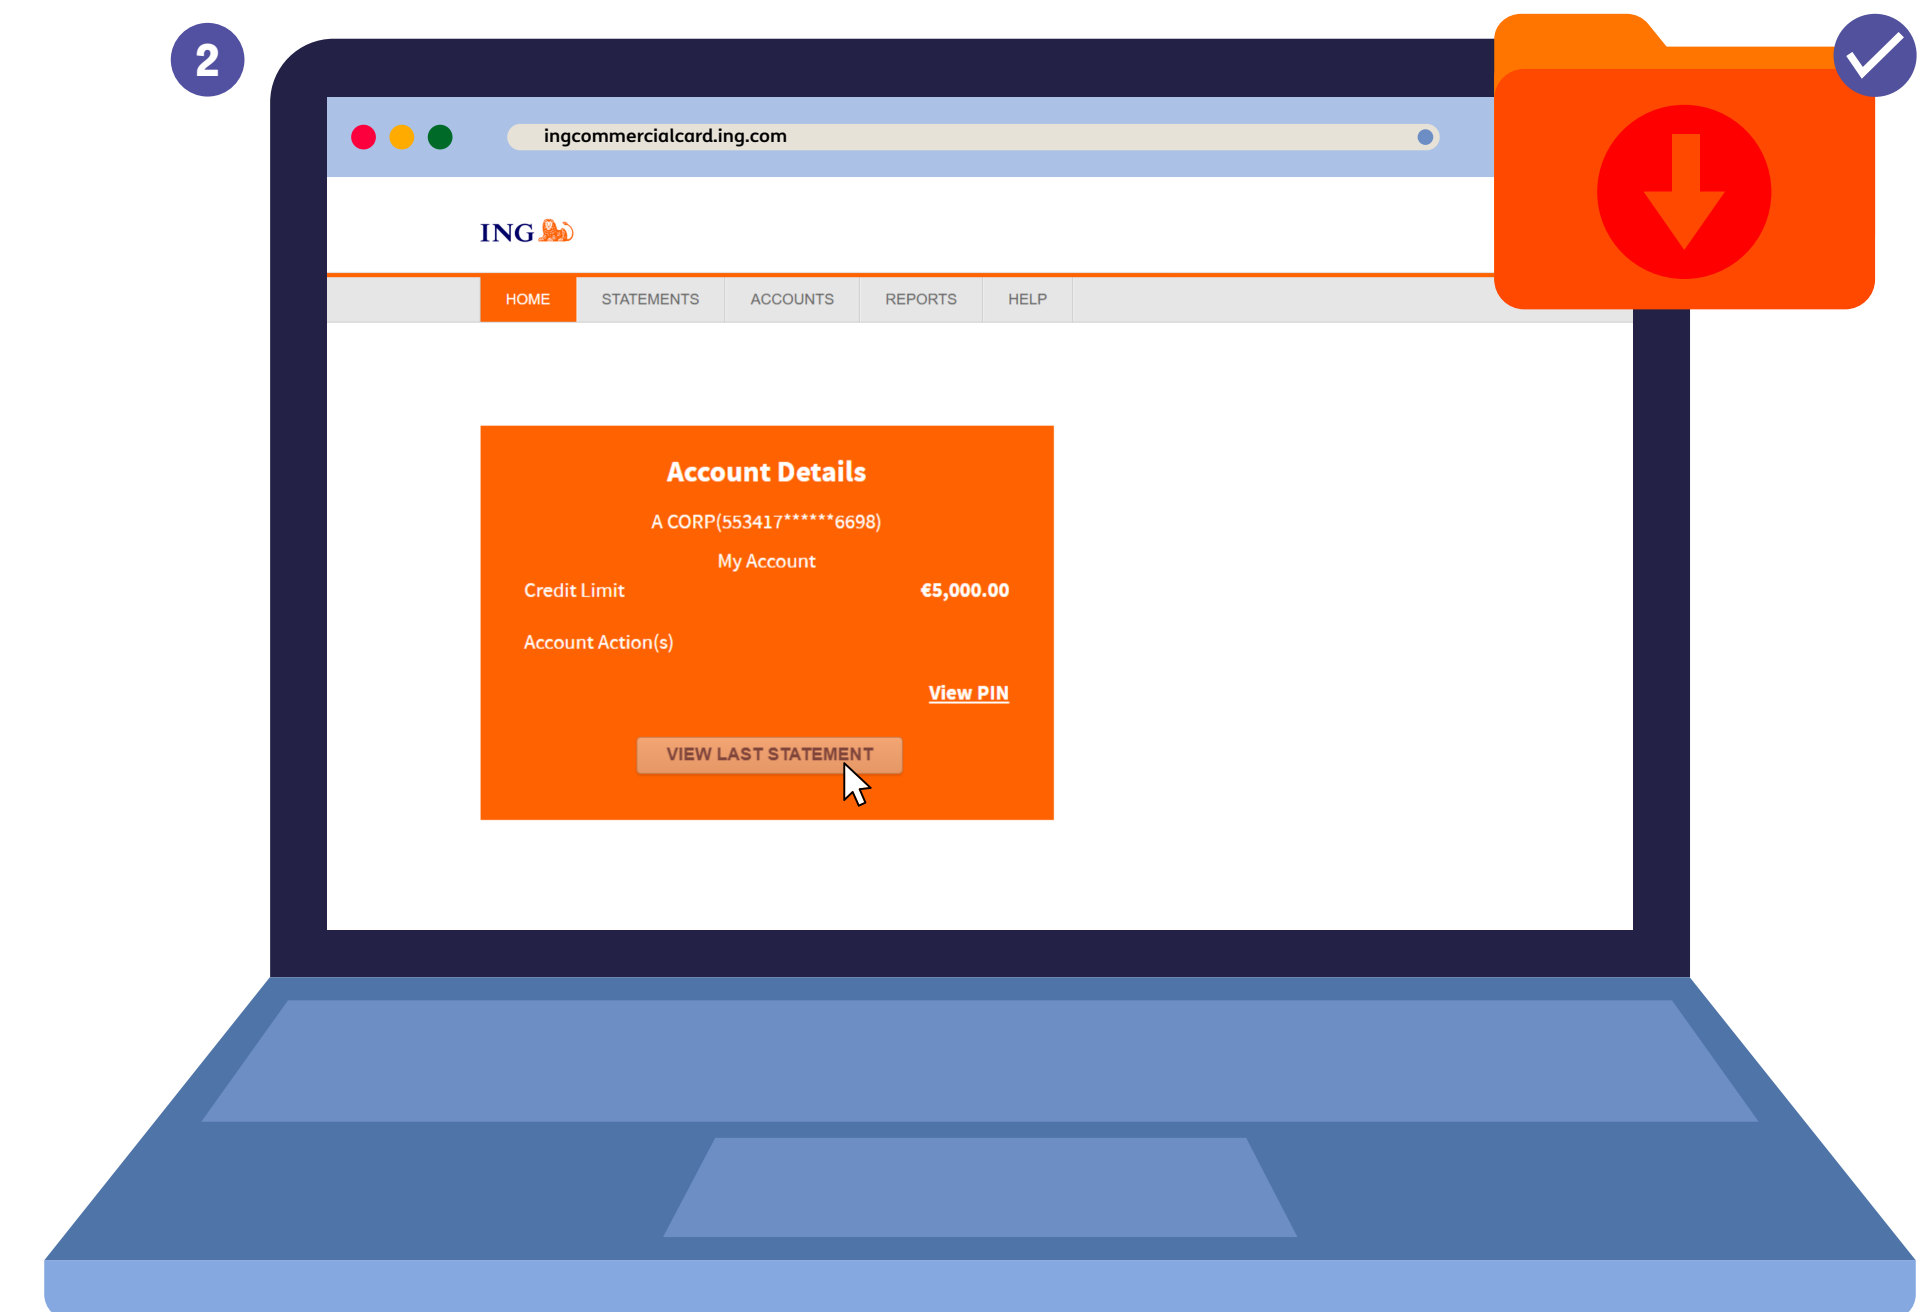 2
ingcommercialcard.ing.com
ING
HOME STATEMENTS ACCOUNTS REPORTS HELP
Account Details
A CORP(553417******6698)
My Account
Credit Limit €5,000.00
Account Action(s)
View PIN
VIEW LAST STATEMENT